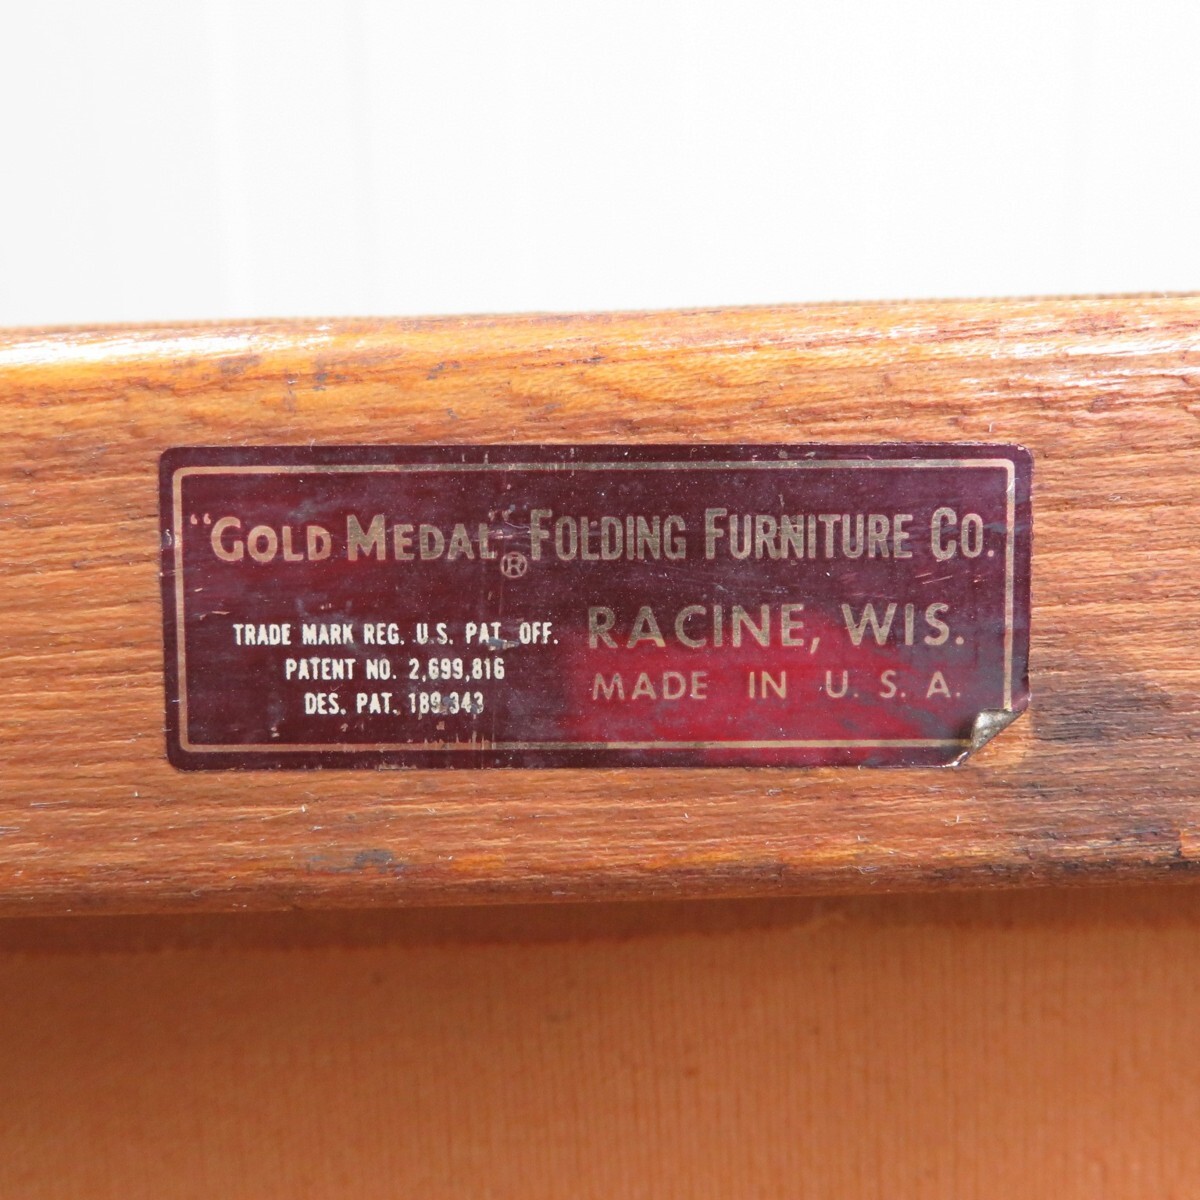 "GOLD MEDAL"® FOLDING FURNITURE CO.
TRADE MARK REG. U.S. PAT. OFF.
PATENT NO. 2,699,816
DES. PAT. 189,343
RACINE, WIS.
MADE IN U.S.A.